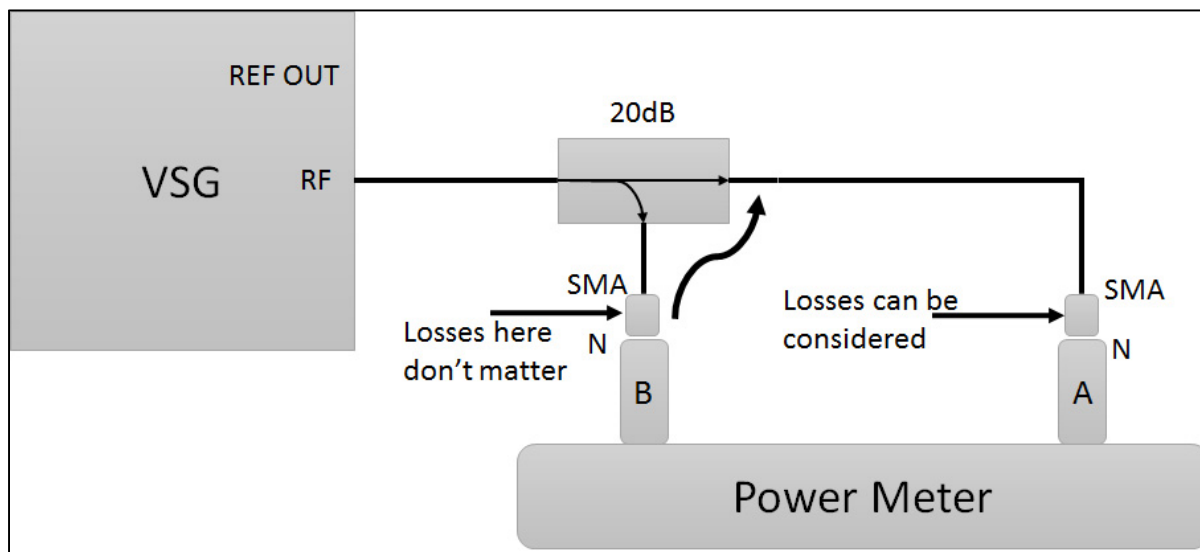 REF OUT
VSG
RF
20dB
SMA
N
Losses here
don't matter
B
Losses can be
considered
SMA
N
A
Power Meter